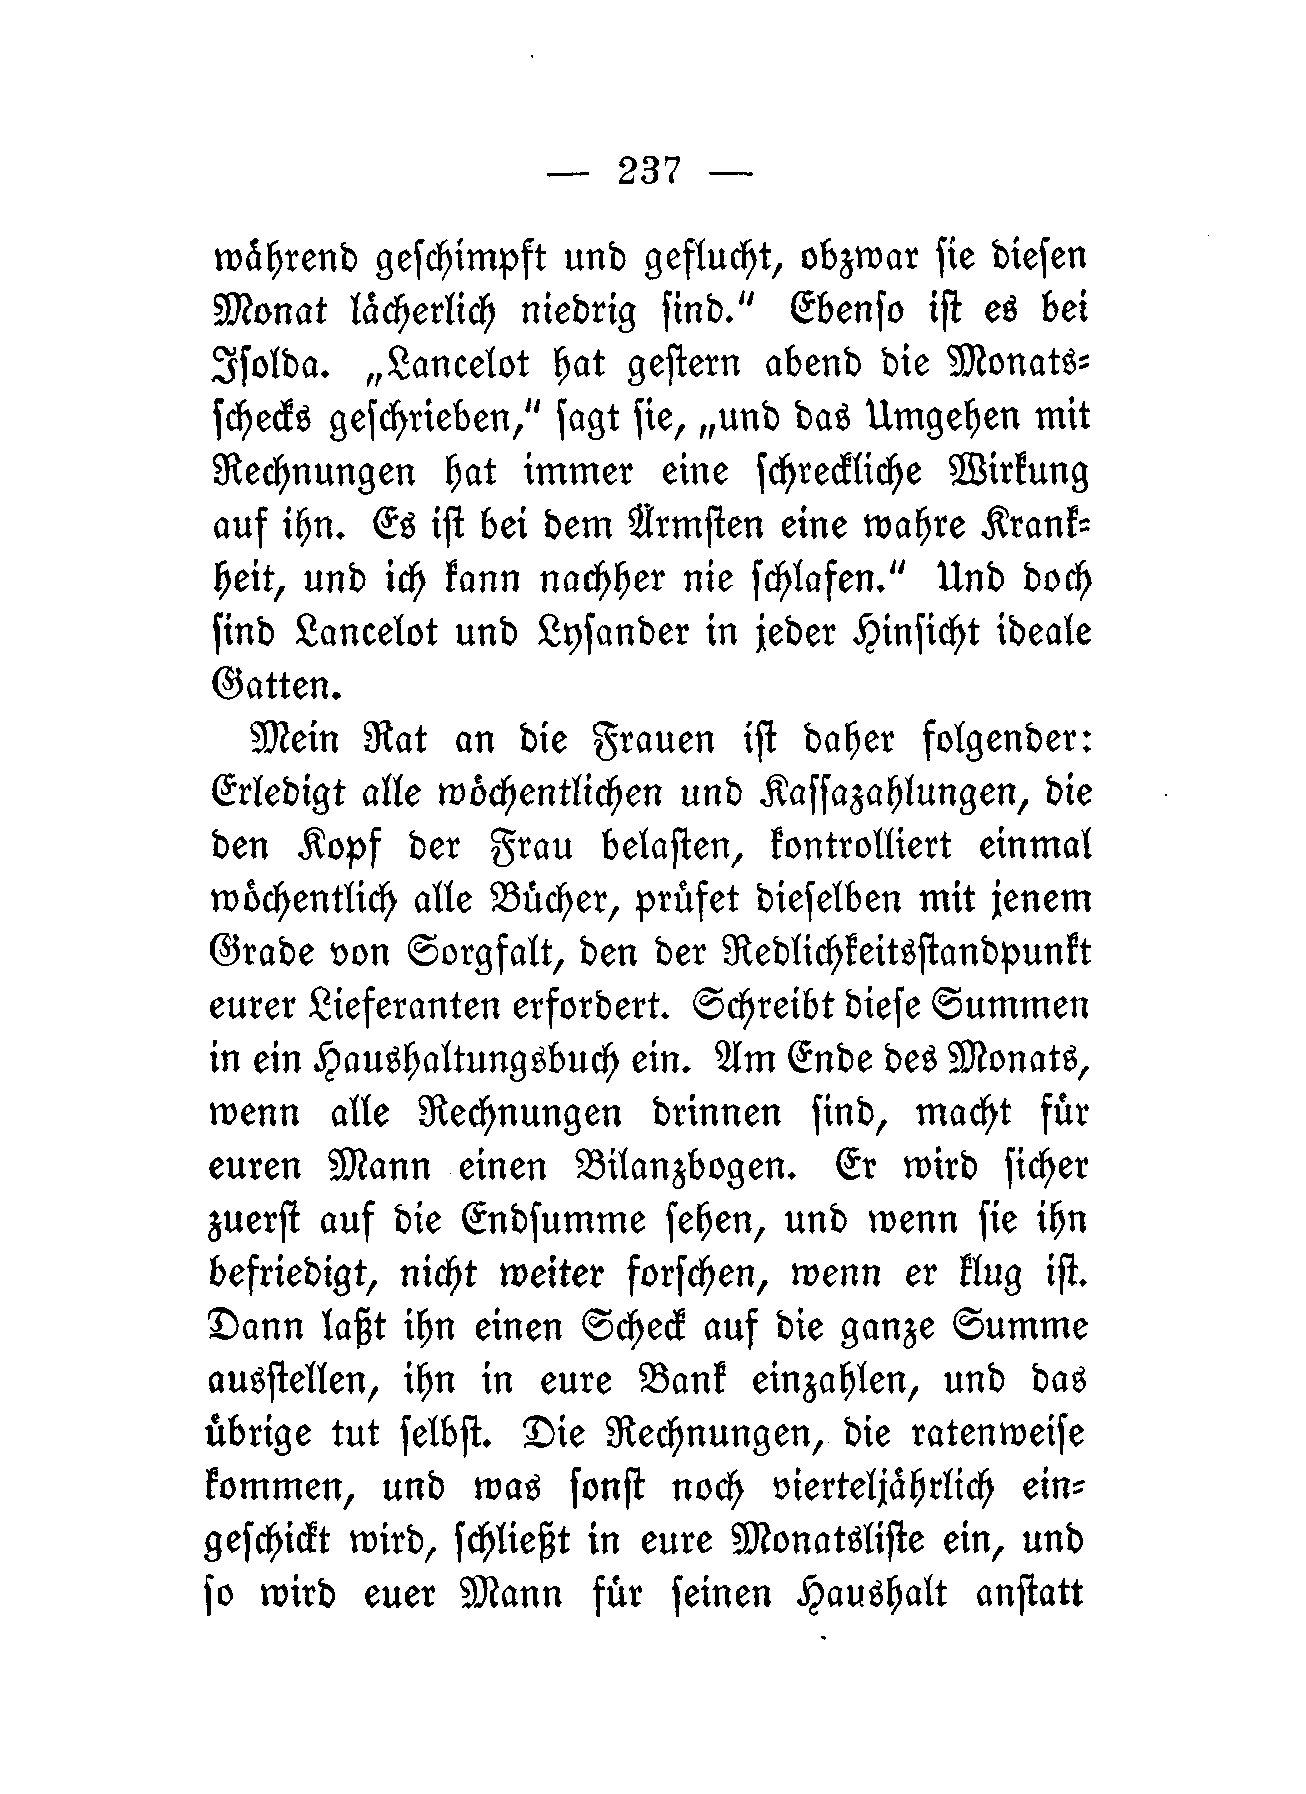 — 237 —
während geſchimpft und geflucht, obzwar ſie dieſen
Monat lächerlich niedrig ſind.“ Ebenſo iſt es bei
Iſolda. „Lancelot hat geſtern abend die Monats-
ſchecks geſchrieben,“ ſagt ſie, „und das Umgehen mit
Rechnungen hat immer eine ſchreckliche Wirkung
auf ihn. Es iſt bei dem Ärmſten eine wahre Krank-
heit, und ich kann nachher nie ſchlafen.“ Und doch
ſind Lancelot und Lyſander in jeder Hinſicht ideale
Gatten.
Mein Rat an die Frauen iſt daher folgender:
Erledigt alle wöchentlichen und Kaſſazahlungen, die
den Kopf der Frau belaſten, kontrolliert einmal
wöchentlich alle Bücher, prüfet dieſelben mit jenem
Grade von Sorgfalt, den der Redlichkeitsſtandpunkt
eurer Lieferanten erfordert. Schreibt dieſe Summen
in ein Haushaltungsbuch ein. Am Ende des Monats,
wenn alle Rechnungen drinnen ſind, macht für
euren Mann einen Bilanzbogen. Er wird ſicher
zuerſt auf die Endſumme ſehen, und wenn ſie ihn
befriedigt, nicht weiter forſchen, wenn er klug iſt.
Dann laßt ihn einen Scheck auf die ganze Summe
ausſtellen, ihn in eure Bank einzahlen, und das
übrige tut ſelbſt. Die Rechnungen, die ratenweiſe
kommen, und was ſonſt noch vierteljährlich ein-
geſchickt wird, ſchließt in eure Monatsliſte ein, und
ſo wird euer Mann für ſeinen Haushalt anſtatt